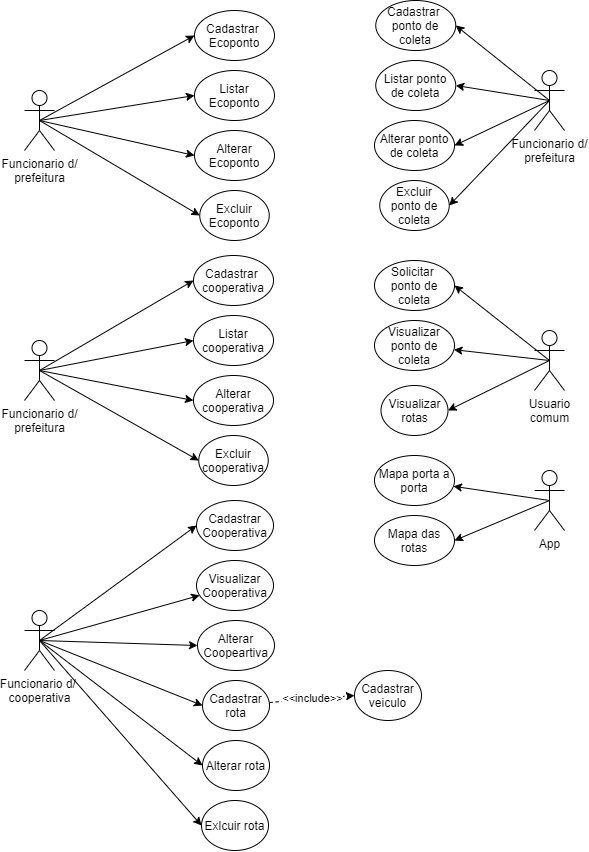 Cadastrar
Ecoponto
Listar
Ecoponto
Alterar
Ecoponto
Excluir
Ecoponto
Funcionario d/
prefeitura
Cadastrar
ponto de
coleta
Listar ponto
de coleta
Alterar ponto
de coleta
Excluir
ponto de
coleta
Funcionario d/
prefeitura
Cadastrar
cooperativa
Listar
cooperativa
Alterar
cooperativa
Excluir
cooperativa
Funcionario d/
prefeitura
Solicitar
ponto de
coleta
Visualizar
ponto de
coleta
Visualizar
rotas
Usuario
comum
Mapa porta a
porta
Mapa das
rotas
App
Cadastrar
Cooperativa
Visualizar
Cooperativa
Alterar
Coopeartiva
Cadastrar
rota
<<include>>
Cadastrar
veiculo
Alterar rota
Exlcuir rota
Funcionario d/
cooperativa